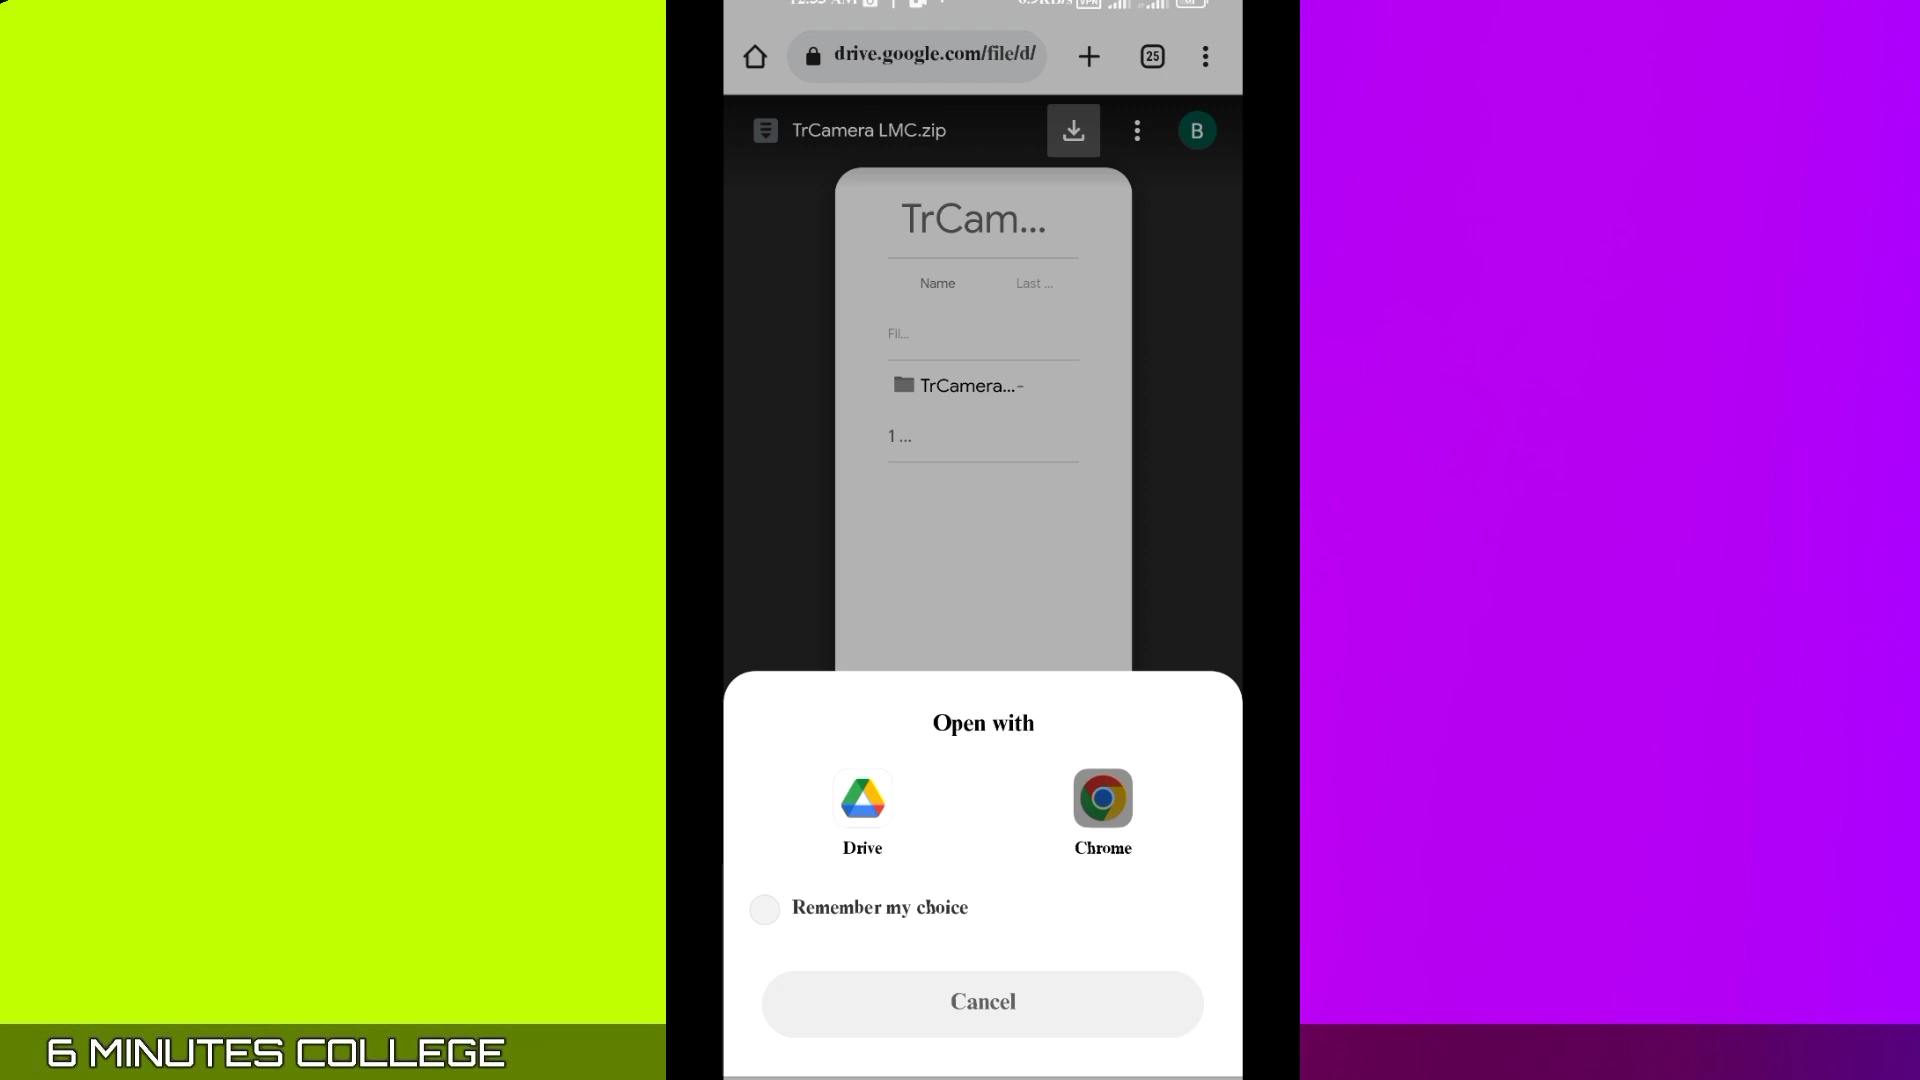 drive.google.com/file/d/
25
TrCamera LMC.zip
B
TrCam...
Name Last ...
Fil...
TrCamera...-
1 ...
Open with
Drive Chrome
Remember my choice
Cancel
6 MINUTES COLLEGE